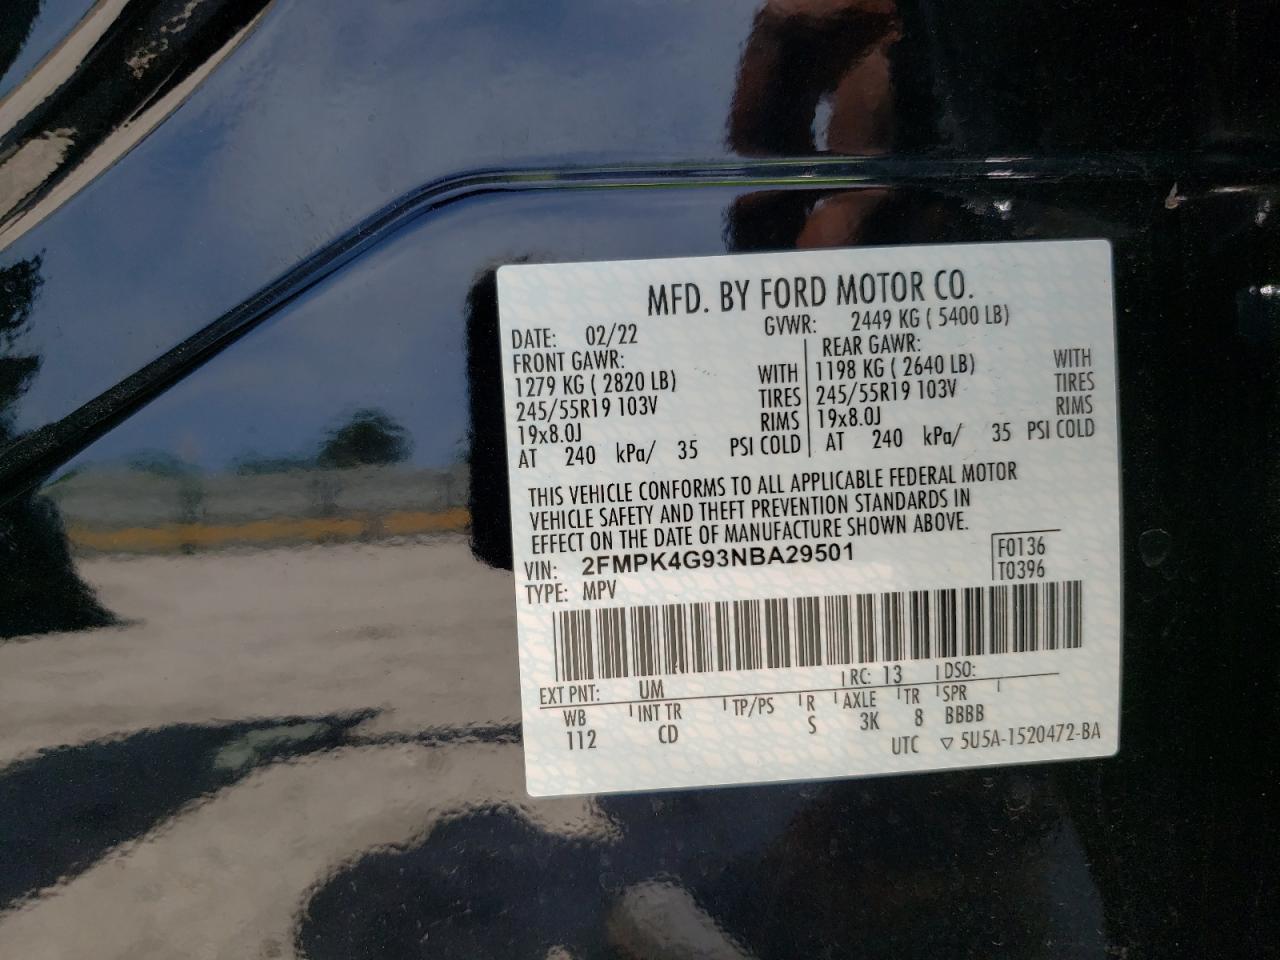 MFD. BY FORD MOTOR CO.
DATE: 02/22 GVWR: 2449 KG ( 5400 LB)
FRONT GAWR: REAR GAWR:
1279 KG ( 2820 LB) WITH 1198 KG ( 2640 LB) WITH
245/55R19 103V TIRES 245/55R19 103V TIRES
19x8.0J RIMS 19x8.0J RIMS
AT 240 kPa/ 35 PSI COLD AT 240 kPa/ 35 PSI COLD
THIS VEHICLE CONFORMS TO ALL APPLICABLE FEDERAL MOTOR
VEHICLE SAFETY AND THEFT PREVENTION STANDARDS IN
EFFECT ON THE DATE OF MANUFACTURE SHOWN ABOVE.
VIN: 2FMPK4G93NBA29501 F0136
TYPE: MPV T0396
EXT PNT: UM RC: 13 DSO:
WB INT TR TP/PS R AXLE TR SPR
112 CD S 3K 8 BBBB
UTC ▽ 5U5A-1520472-BA